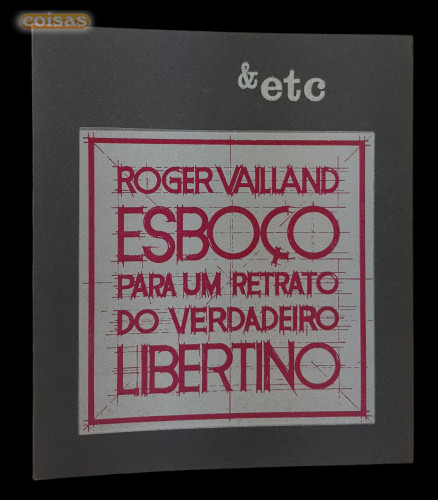 coisas
& etc
ROGER VAILLAND
ESBOÇO
PARA UM RETRATO
DO VERDADEIRO
LIBERTINO